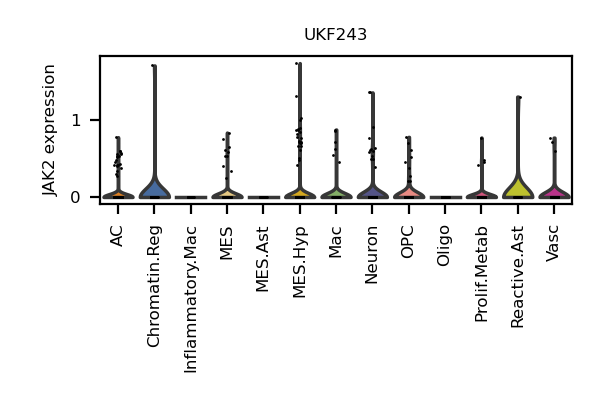 UKF243
JAK2 expression
1
0
AC
Chromatin.Reg
Inflammatory.Mac
MES
MES.Ast
MES.Hyp
Mac
Neuron
OPC
Oligo
Prolif.Metab
Reactive.Ast
Vasc